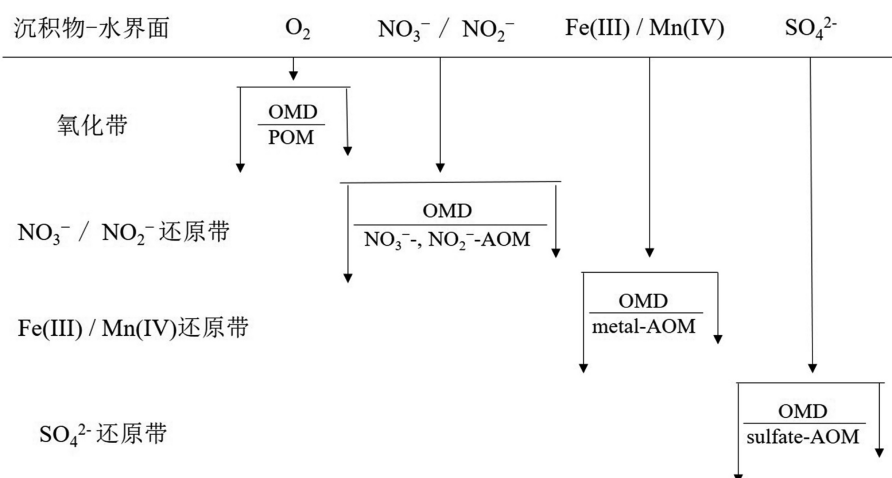 沉积物-水界面 O₂ NO₃⁻ / NO₂⁻ Fe(III) / Mn(IV) SO₄²⁻
氧化带
OMD
POM
NO₃⁻ / NO₂⁻ 还原带
OMD
NO₃⁻-, NO₂⁻-AOM
Fe(III) / Mn(IV)还原带
OMD
metal-AOM
SO₄²⁻ 还原带
OMD
sulfate-AOM